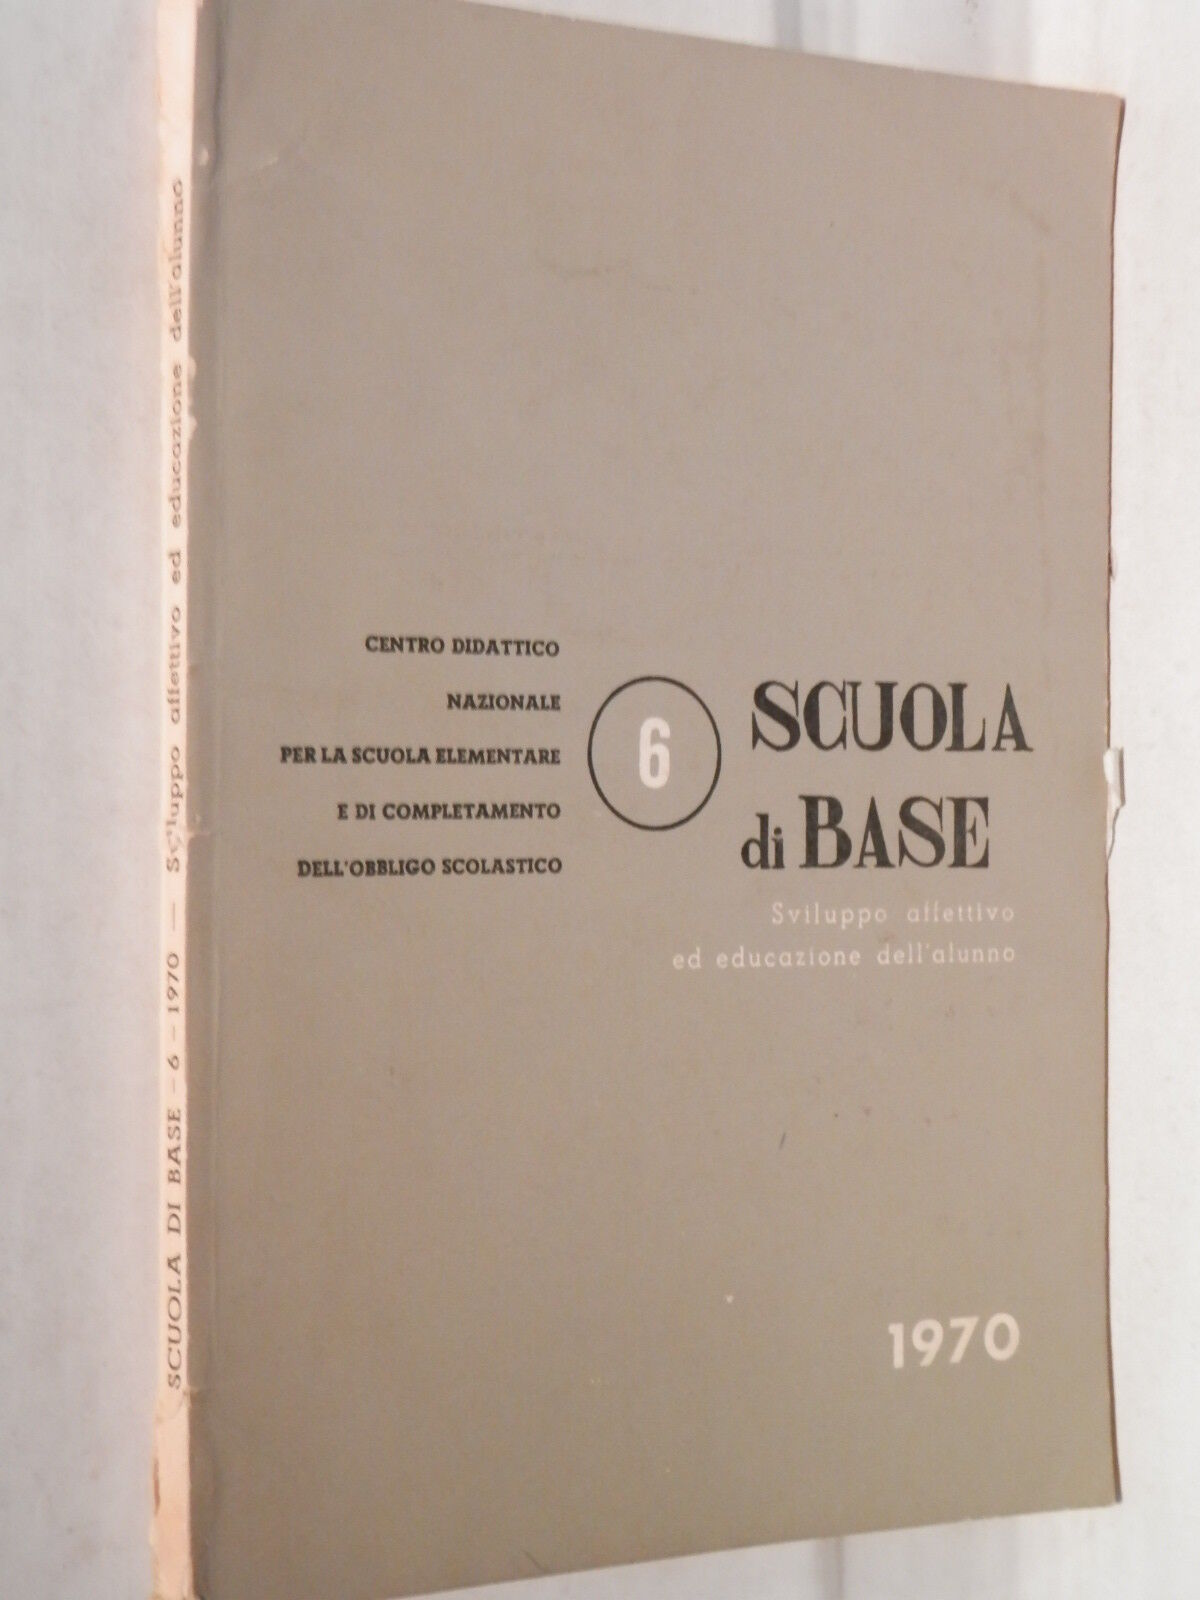 SCUOLA DI BASE - 6 - 1970 — Sviluppo affettivo ed educazione dell'alunno
CENTRO DIDATTICO
NAZIONALE
PER LA SCUOLA ELEMENTARE
E DI COMPLETAMENTO
DELL'OBBLIGO SCOLASTICO
6
SCUOLA
di BASE
Sviluppo affettivo
ed educazione dell'alunno
1970